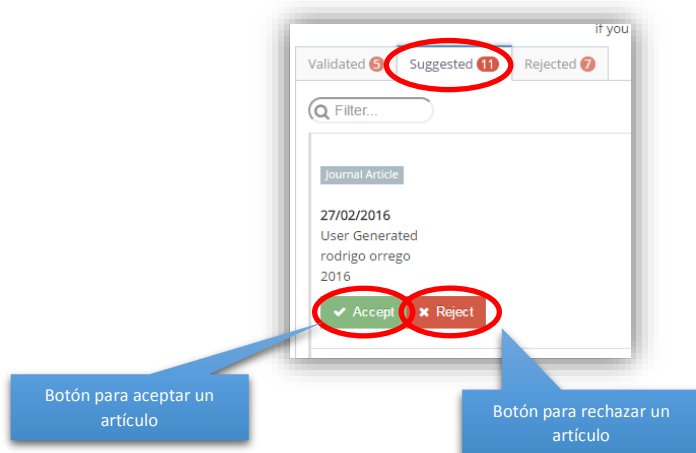 if you
Validated 5 Suggested 11 Rejected 7
Filter...
Journal Article
27/02/2016
User Generated
rodrigo orrego
2016
Accept Reject
Botón para aceptar un
artículo
Botón para rechazar un
artículo